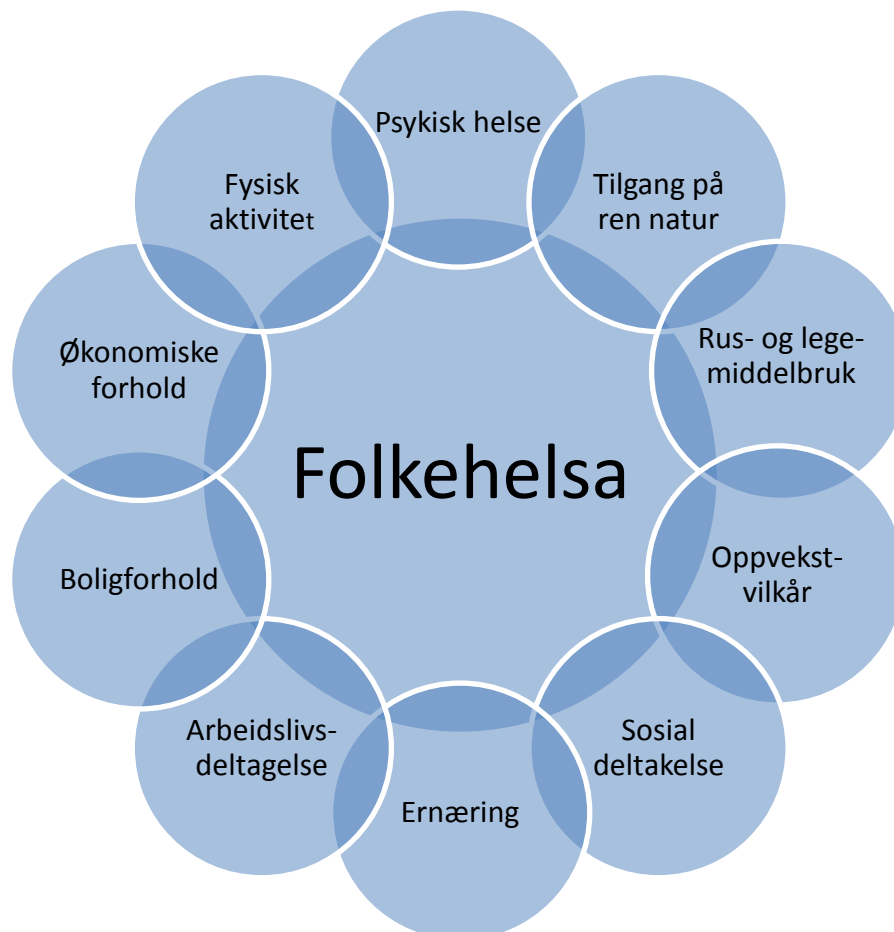 Psykisk helse
Tilgang på
ren natur
Rus- og lege-
middelbruk
Oppvekst-
vilkår
Sosial
deltakelse
Ernæring
Arbeidslivs-
deltagelse
Boligforhold
Økonomiske
forhold
Fysisk
aktivitet
Folkehelsa